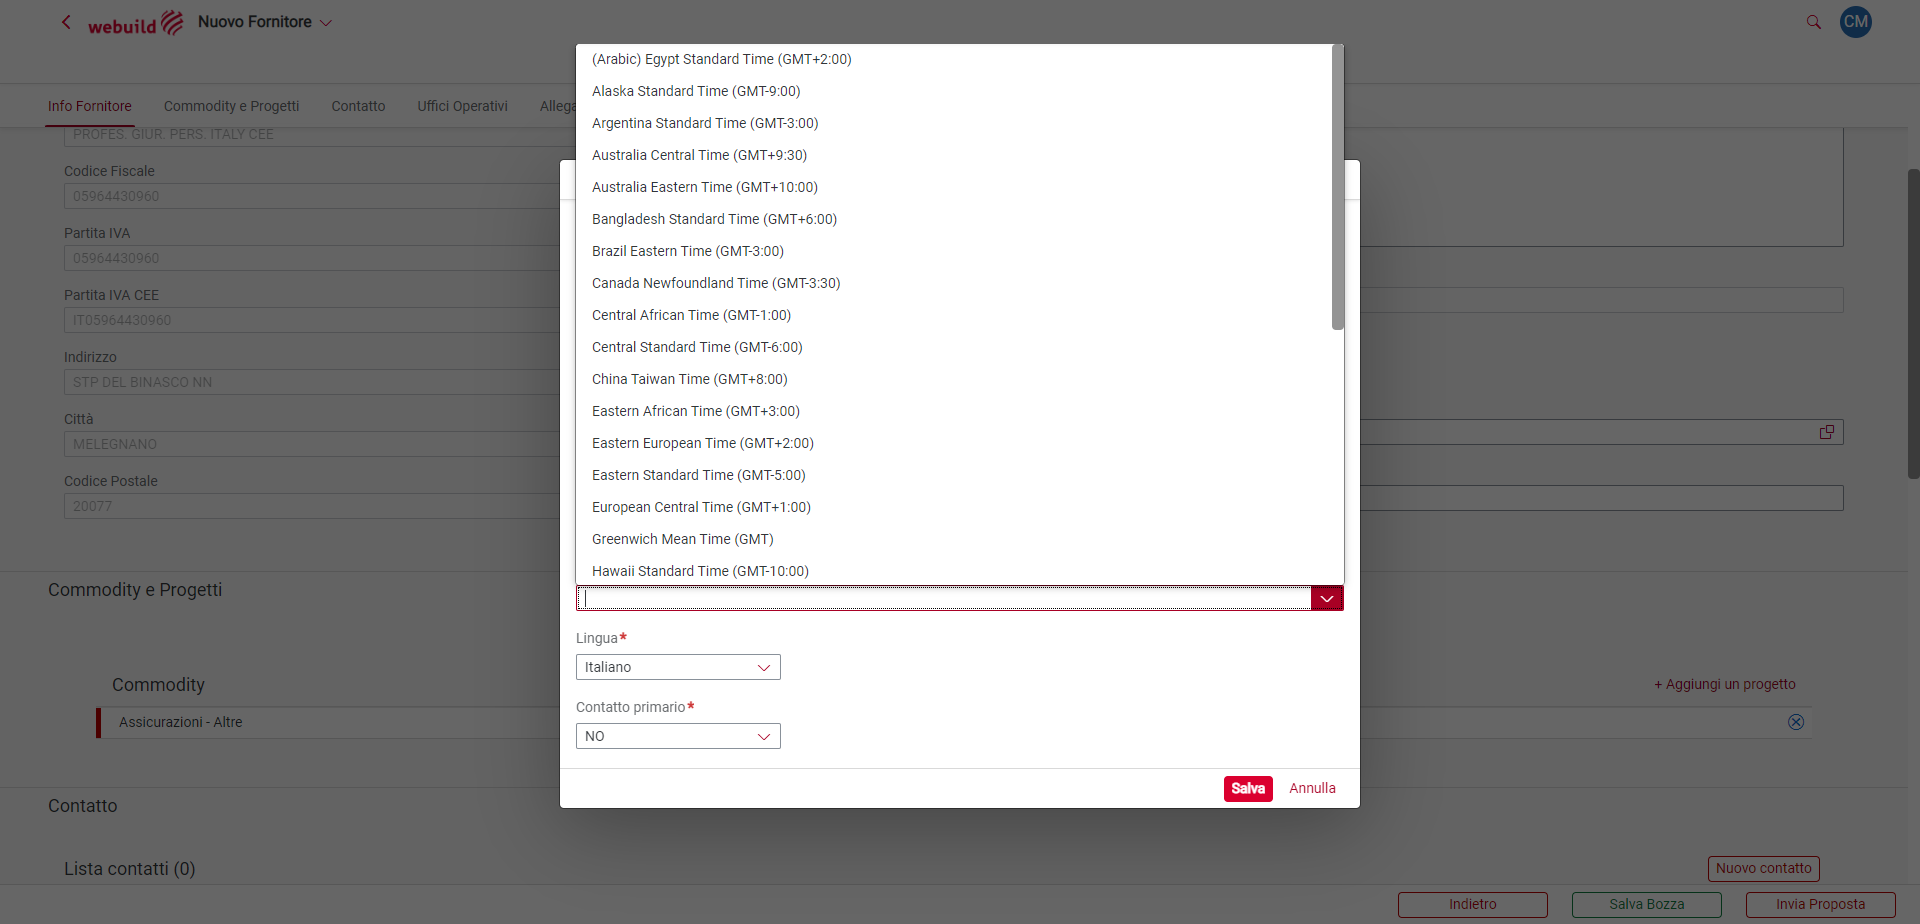 webuild
Nuovo Fornitore
CM
Info Fornitore
Commodity e Progetti
Contatto
Uffici Operativi
Allega
PROFES. GIUR. PERS. ITALY CEE
Codice Fiscale
05964430960
Partita IVA
05964430960
Partita IVA CEE
IT05964430960
Indirizzo
STP DEL BINASCO NN
Città
MELEGNANO
Codice Postale
20077
(Arabic) Egypt Standard Time (GMT+2:00)
Alaska Standard Time (GMT-9:00)
Argentina Standard Time (GMT-3:00)
Australia Central Time (GMT+9:30)
Australia Eastern Time (GMT+10:00)
Bangladesh Standard Time (GMT+6:00)
Brazil Eastern Time (GMT-3:00)
Canada Newfoundland Time (GMT-3:30)
Central African Time (GMT-1:00)
Central Standard Time (GMT-6:00)
China Taiwan Time (GMT+8:00)
Eastern African Time (GMT+3:00)
Eastern European Time (GMT+2:00)
Eastern Standard Time (GMT-5:00)
European Central Time (GMT+1:00)
Greenwich Mean Time (GMT)
Hawaii Standard Time (GMT-10:00)
Lingua*
Italiano
Contatto primario*
NO
Salva
Annulla
Commodity e Progetti
Commodity
+ Aggiungi un progetto
Assicurazioni - Altre
Contatto
Lista contatti (0)
Nuovo contatto
Indietro
Salva Bozza
Invia Proposta